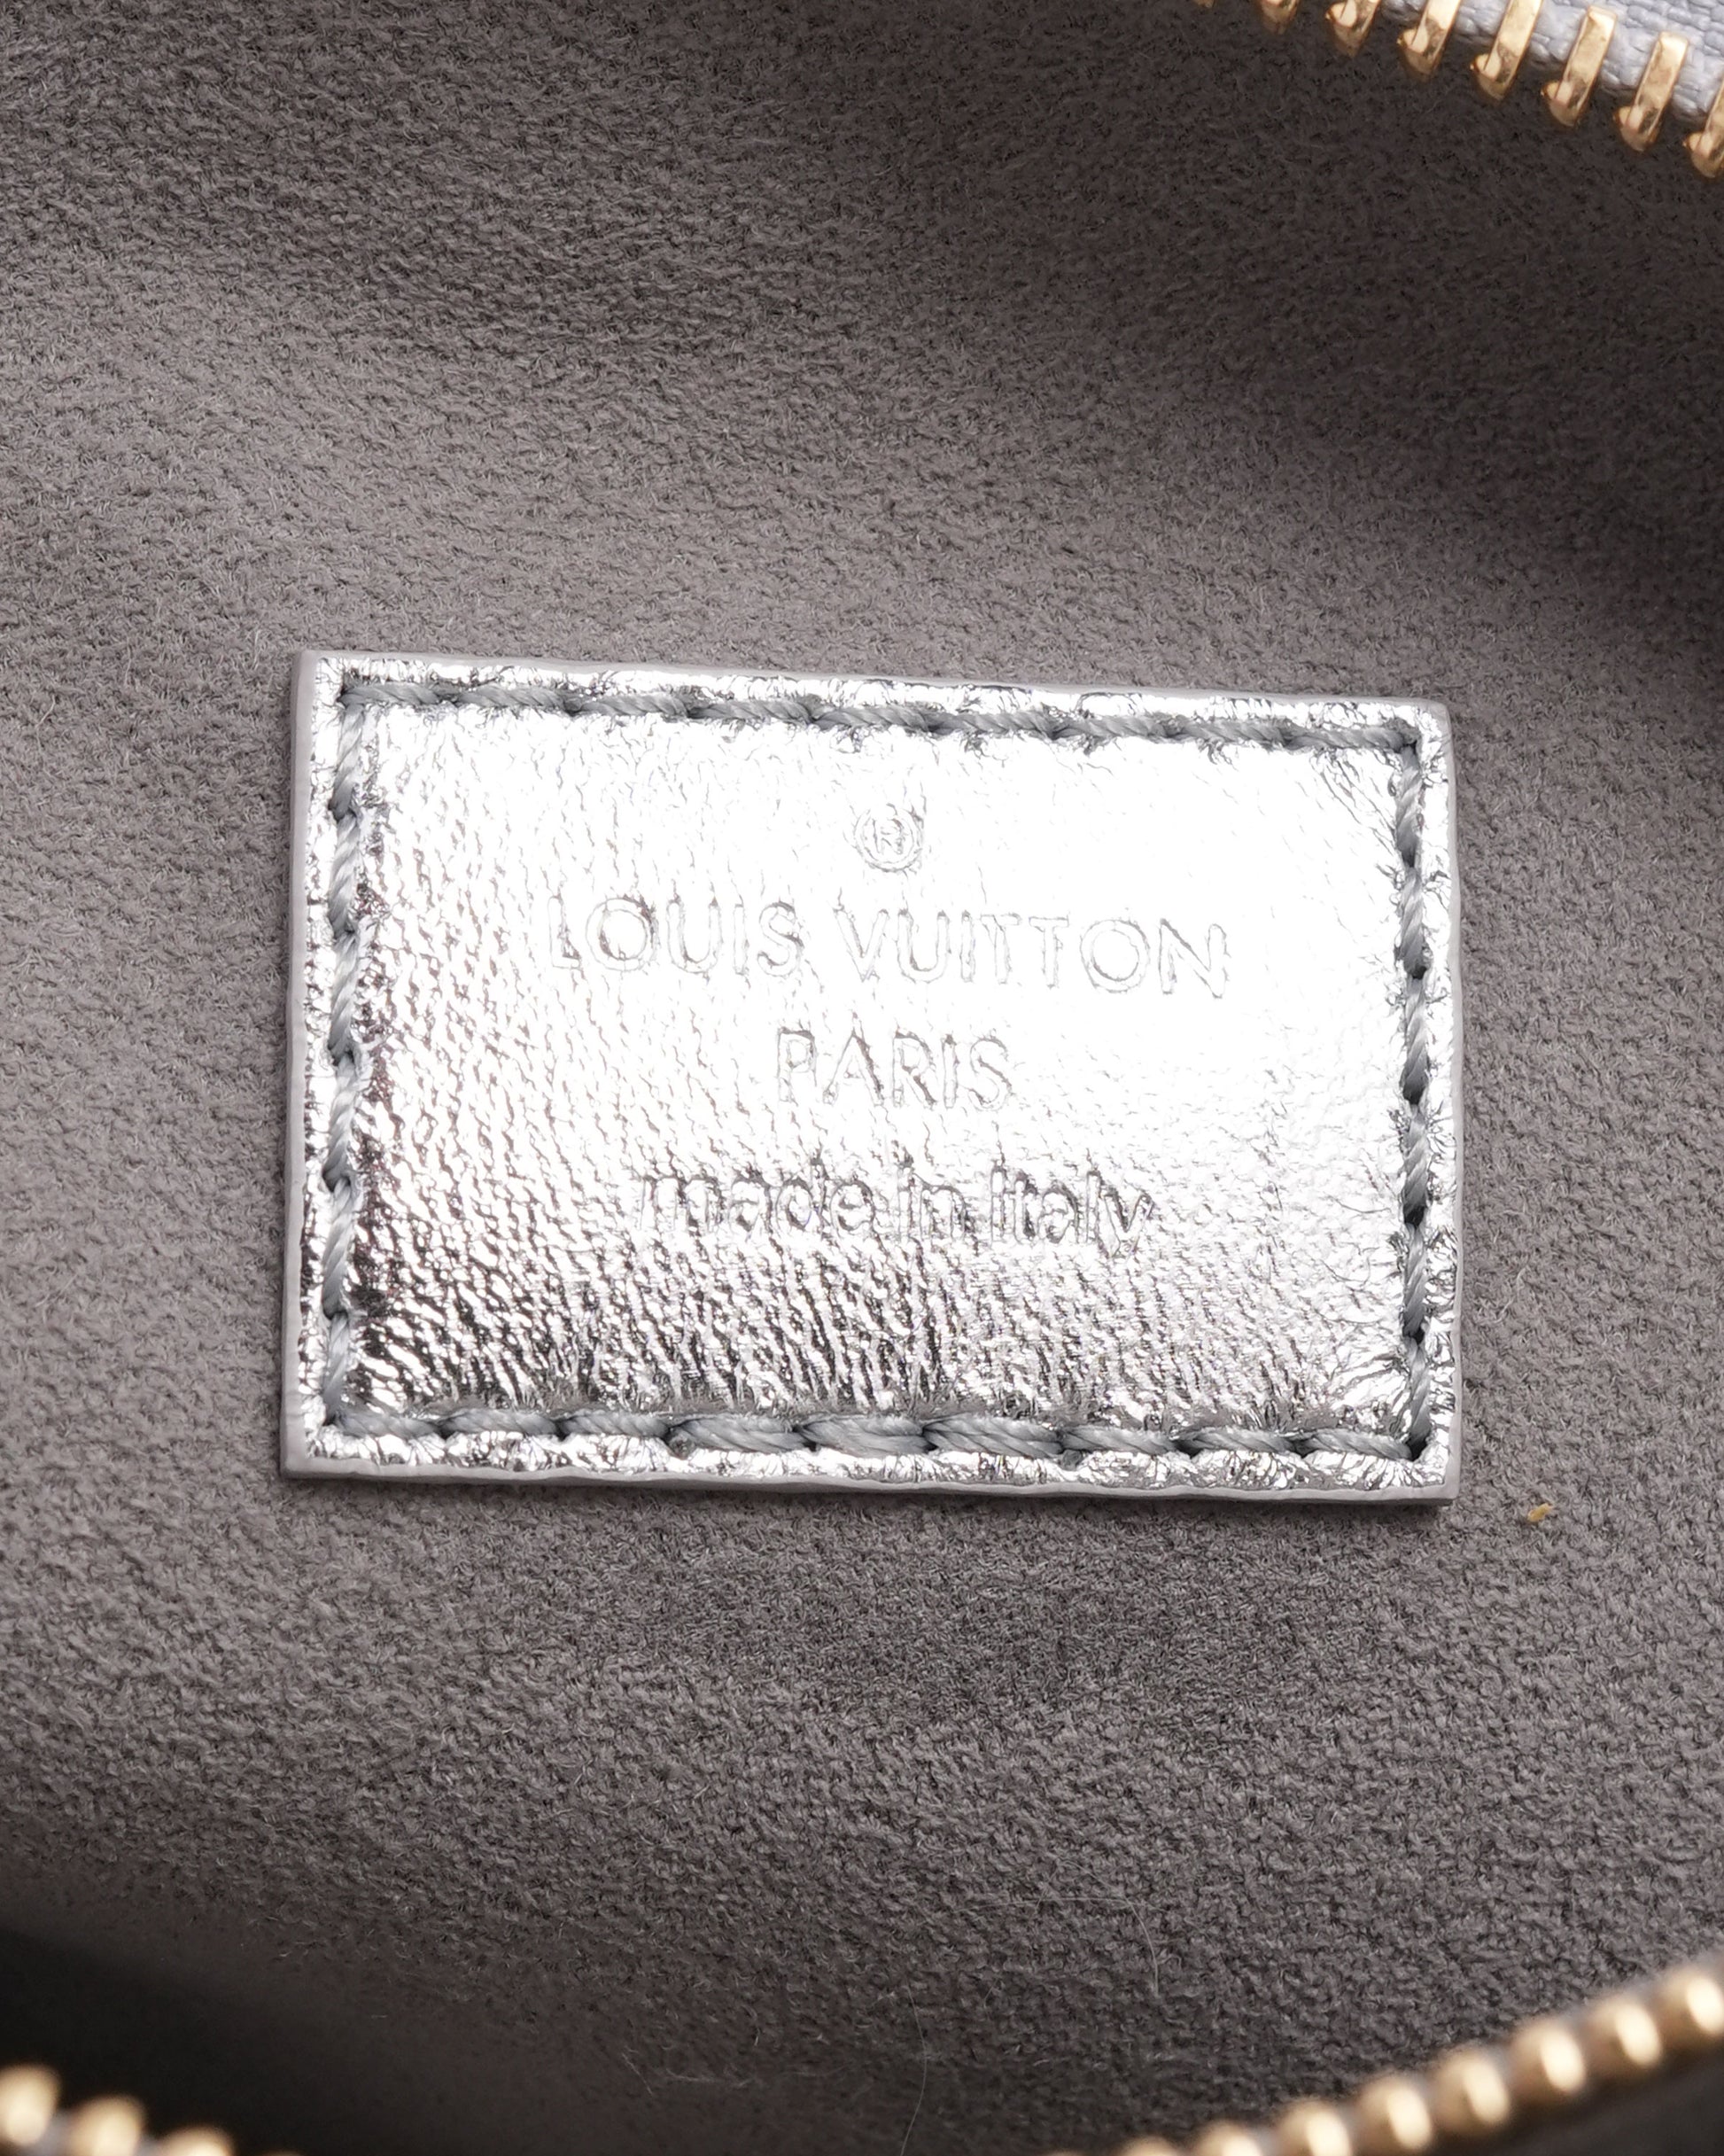 ®
LOUIS VUITTON
PARIS
made in Italy